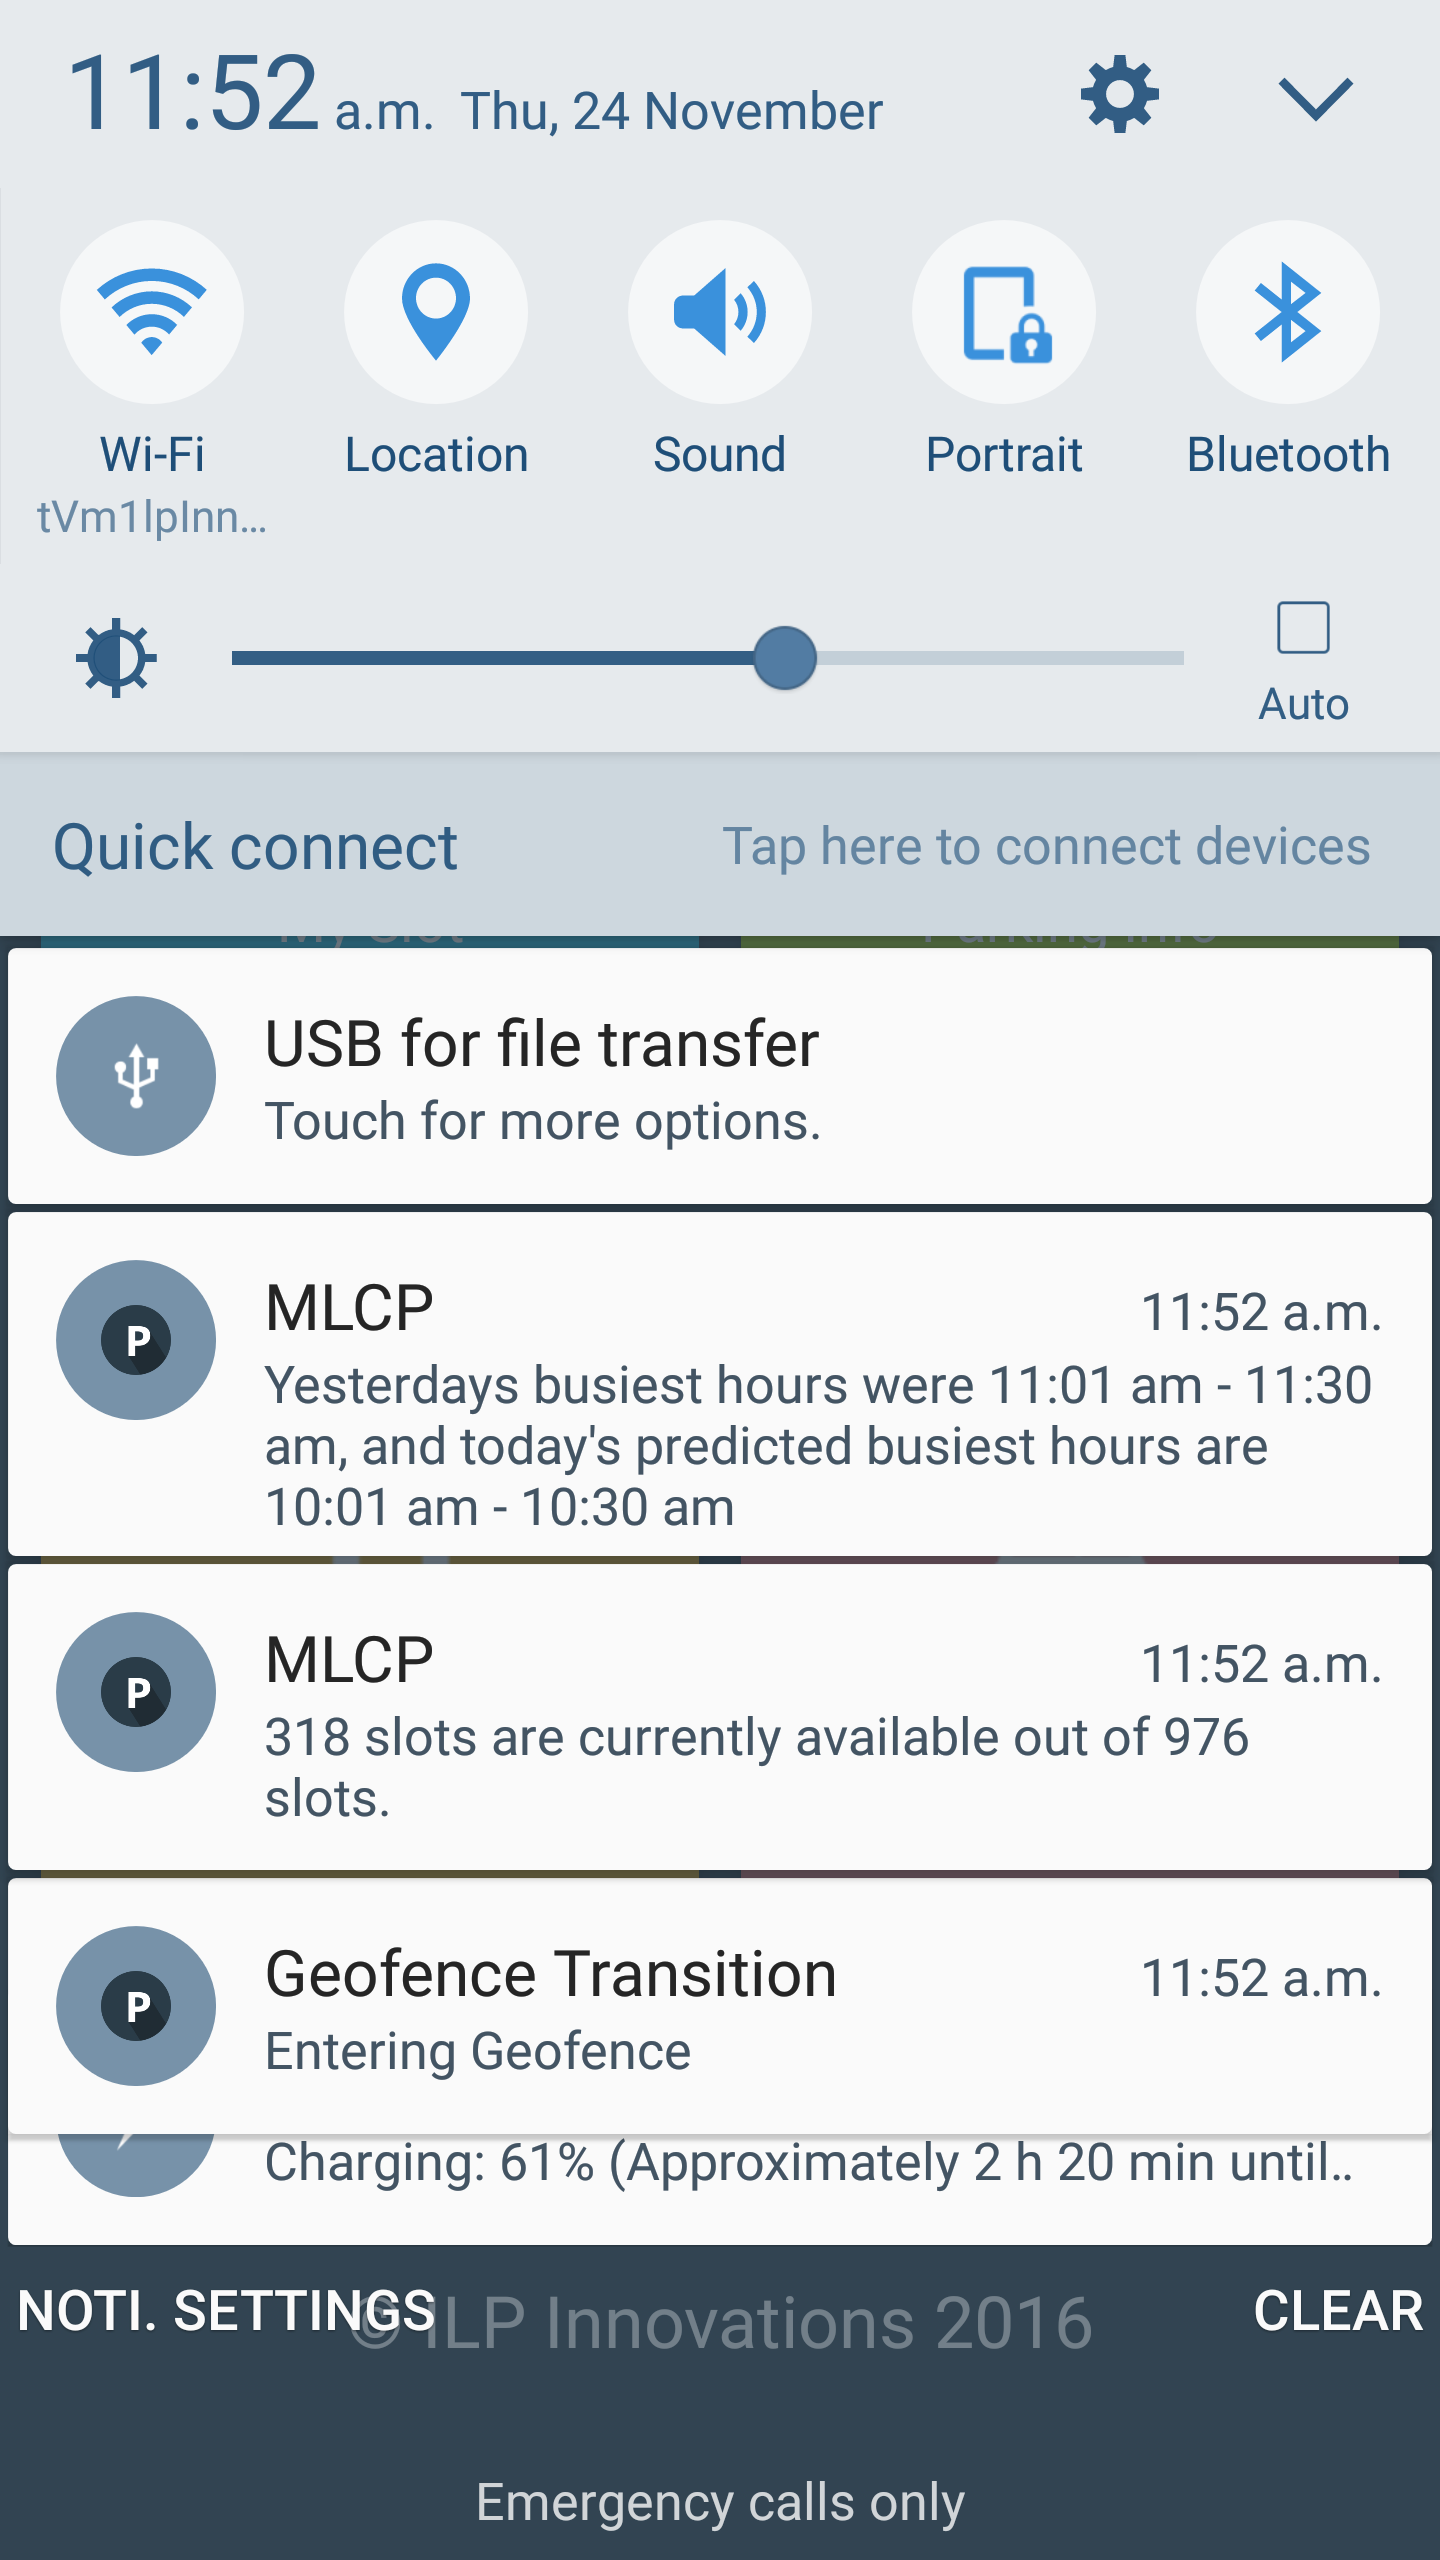 11:52 a.m. Thu, 24 November
Wi-Fi
tVm1lpInn...
Location
Sound
Portrait
Bluetooth
Auto
Quick connect
Tap here to connect devices
My Slot
Parking Info
USB for file transfer
Touch for more options.
P
MLCP
11:52 a.m.
Yesterdays busiest hours were 11:01 am - 11:30
am, and today's predicted busiest hours are
10:01 am - 10:30 am
P
MLCP
11:52 a.m.
318 slots are currently available out of 976
slots.
P
Geofence Transition
11:52 a.m.
Entering Geofence
Charging: 61% (Approximately 2 h 20 min until..
NOTI. SETTINGS
© ILP Innovations 2016
CLEAR
Emergency calls only